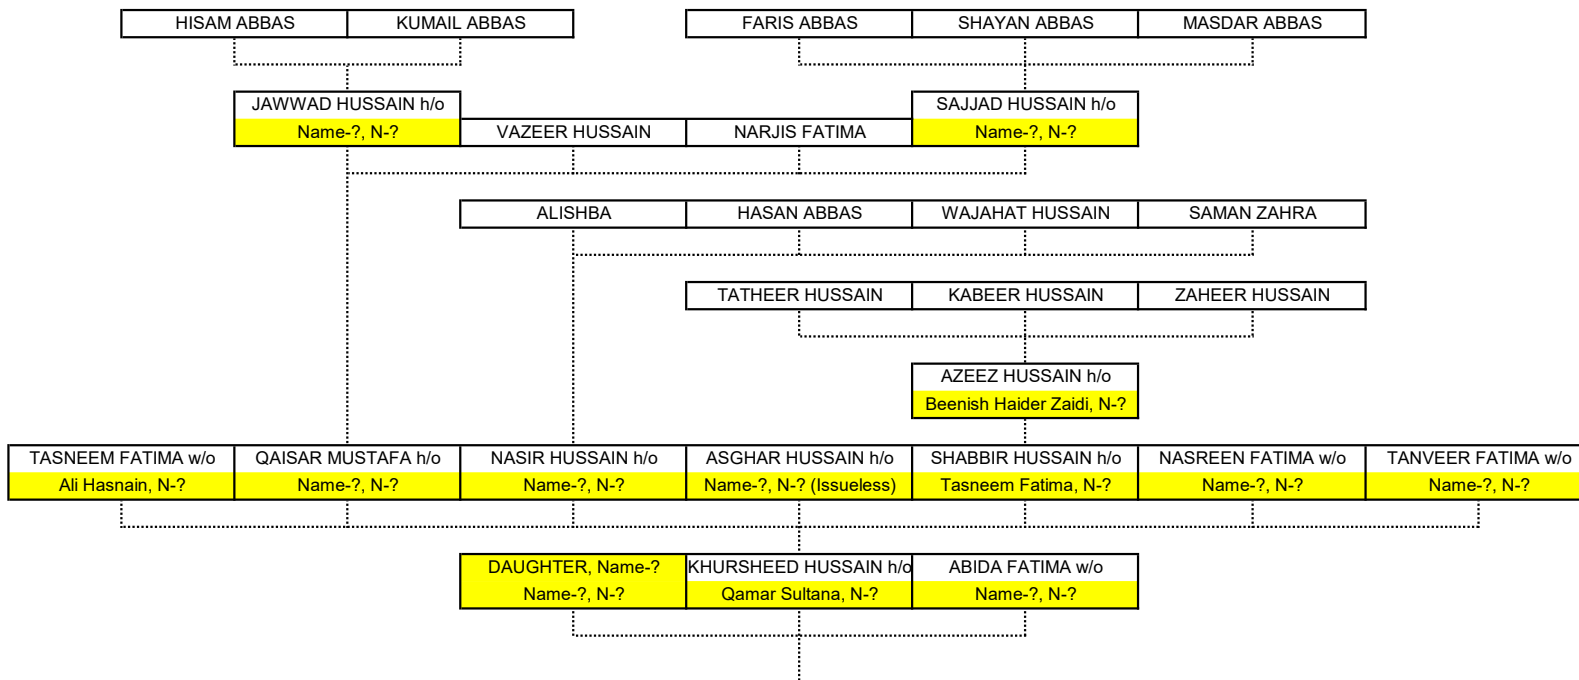 HISAM ABBAS KUMAIL ABBAS FARIS ABBAS SHAYAN ABBAS MASDAR ABBAS
JAWWAD HUSSAIN h/o SAJJAD HUSSAIN h/o
Name-?, N-? VAZEER HUSSAIN NARJIS FATIMA Name-?, N-?
ALISHBA HASAN ABBAS WAJAHAT HUSSAIN SAMAN ZAHRA
TATHEER HUSSAIN KABEER HUSSAIN ZAHEER HUSSAIN
AZEEZ HUSSAIN h/o
Beenish Haider Zaidi, N-?
TASNEEM FATIMA w/o QAISAR MUSTAFA h/o NASIR HUSSAIN h/o ASGHAR HUSSAIN h/o SHABBIR HUSSAIN h/o NASREEN FATIMA w/o TANVEER FATIMA w/o
Ali Hasnain, N-? Name-?, N-? Name-?, N-? Name-?, N-? (Issueless) Tasneem Fatima, N-? Name-?, N-? Name-?, N-?
DAUGHTER, Name-? KHURSHEED HUSSAIN h/o ABIDA FATIMA w/o
Name-?, N-? Qamar Sultana, N-? Name-?, N-?